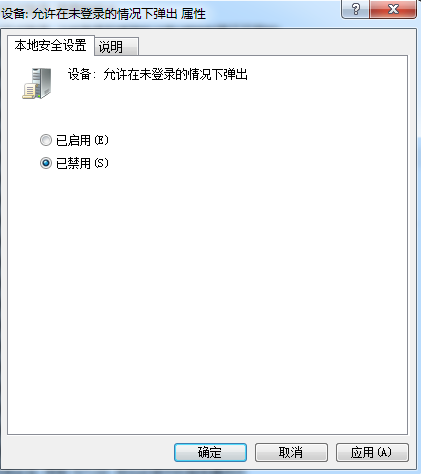 设备: 允许在未登录的情况下弹出 属性
本地安全设置
说明
设备: 允许在未登录的情况下弹出
已启用(E)
已禁用(S)
确定
取消
应用(A)